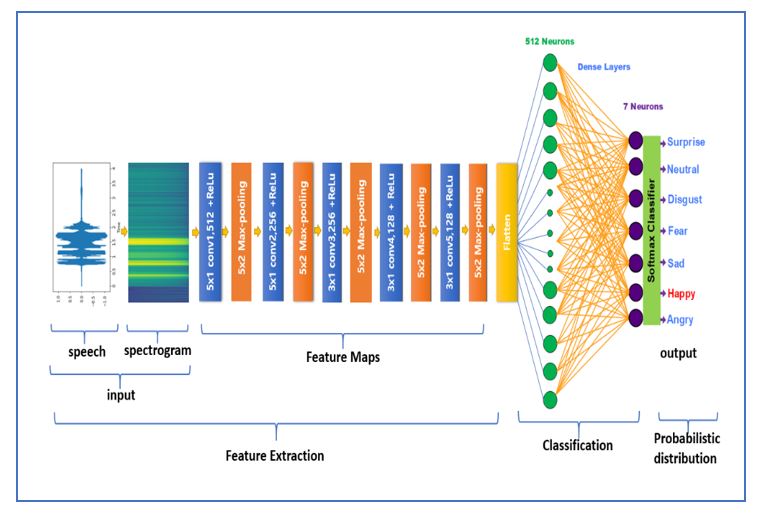 512 Neurons
Dense Layers
7 Neurons
5x1 conv1,512 +ReLu
5x2 Max-pooling
5x1 conv2,256 +ReLu
5x2 Max-pooling
3x1 conv3,256 +ReLu
5x2 Max-pooling
3x1 conv4,128 + ReLu
5x2 Max-pooling
3x1 conv5,128 +ReLu
5x2 Max-pooling
Flatten
Softmax Classifier
Surprise
Neutral
Disgust
Fear
Sad
Happy
Angry
speech
spectrogram
Feature Maps
output
input
Feature Extraction
Classification
Probabilistic
distribution